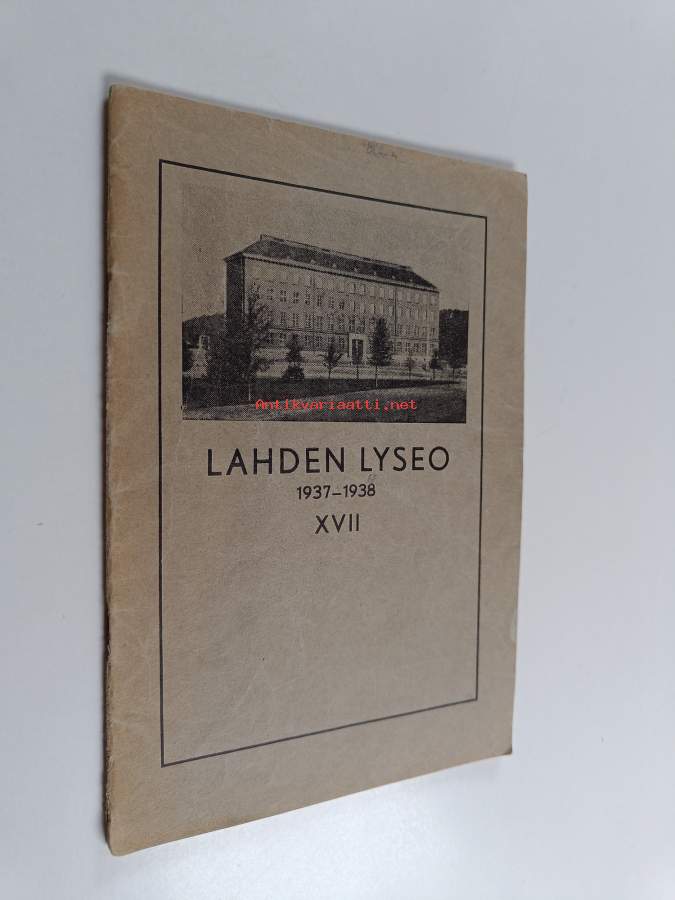 Antikvariaatti.net
LAHDEN LYSEO
1937–1938
XVII